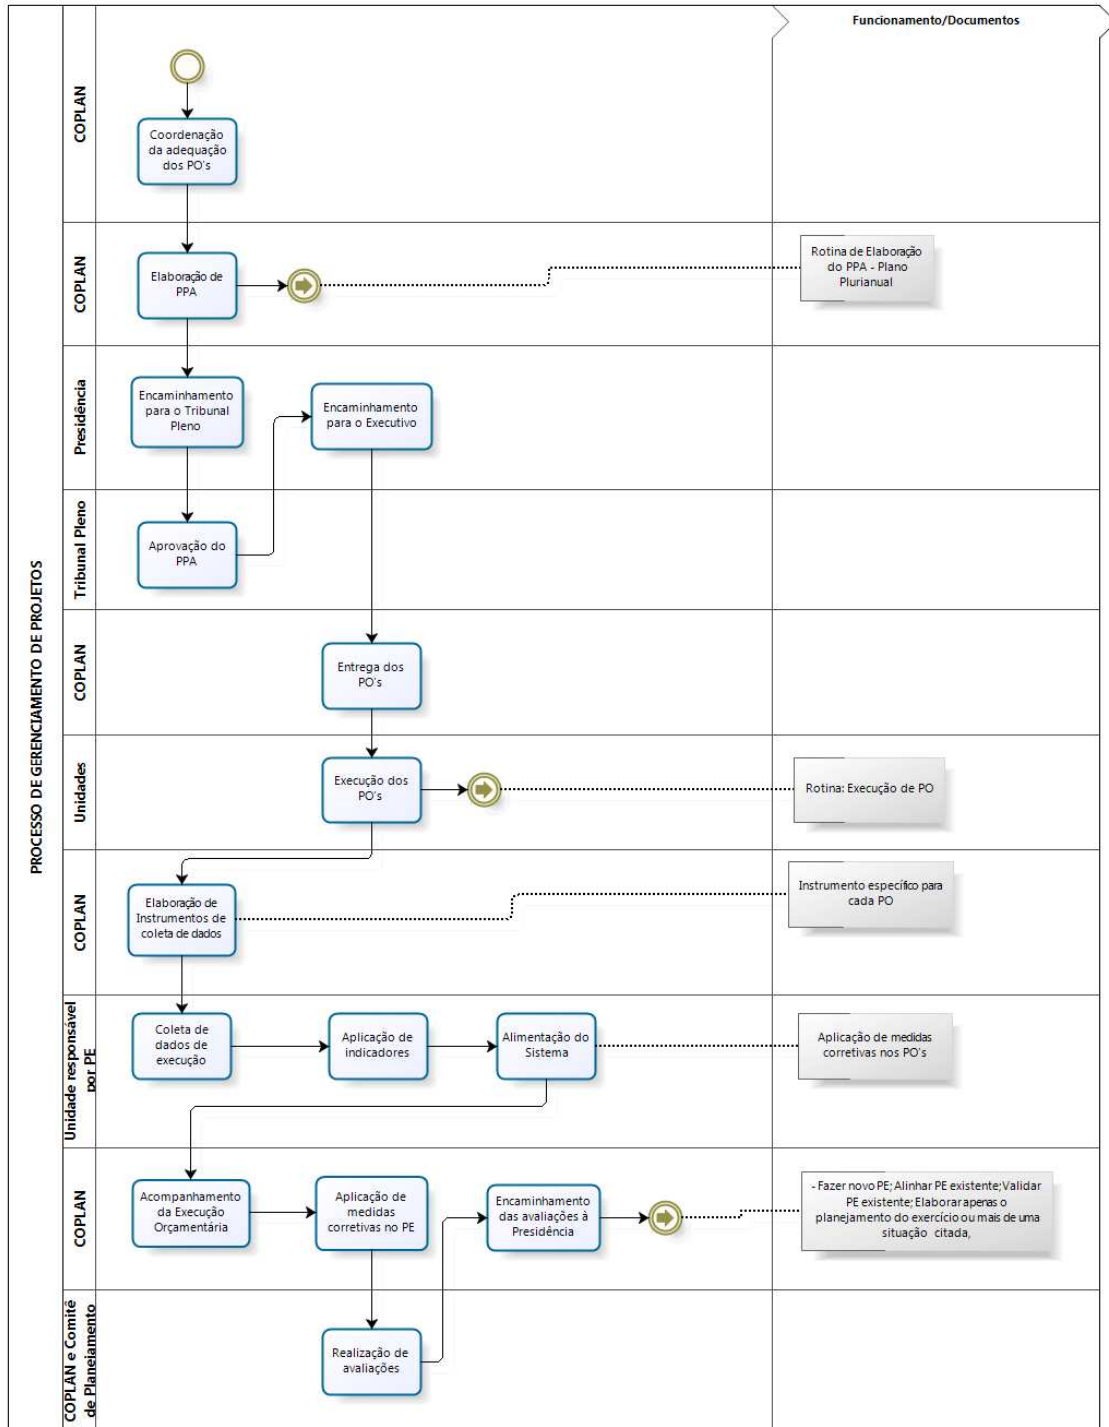 PROCESSO DE GERENCIAMENTO DE PROJETOS
Funcionamento/Documentos
COPLAN
Coordenação
da adequação
dos PO's
COPLAN
Elaboração de
PPA
Rotina de Elaboração
do PPA - Plano
Plurianual
Presidência
Encaminhamento
para o Tribunal
Pleno
Encaminhamento
para o Executivo
Tribunal Pleno
Aprovação do
PPA
COPLAN
Entrega dos
PO's
Unidades
Execução dos
PO's
Rotina: Execução de PO
COPLAN
Elaboração de
Instrumentos de
coleta de dados
Instrumento específico para
cada PO
Unidade responsável
por PE
Coleta de
dados de
execução
Aplicação de
indicadores
Alimentação do
Sistema
Aplicação de medidas
corretivas nos PO's
COPLAN
Acompanhamento
da Execução
Orçamentária
Aplicação de
medidas
corretivas no PE
Encaminhamento
das avaliações à
Presidência
- Fazer novo PE; Alinhar PE existente; Validar
PE existente; Elaborar apenas o
planejamento do exercício ou mais de uma
situação citada,
COPLAN e Comitê
de Planejamento
Realização de
avaliações